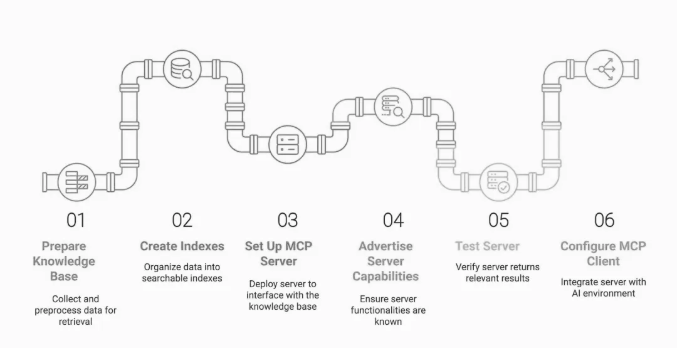 01
Prepare
Knowledge
Base
Collect and
preprocess data for
retrieval
02
Create Indexes
Organize data into
searchable indexes
03
Set Up MCP
Server
Deploy server to
interface with the
knowledge base
04
Advertise
Server
Capabilities
Ensure server
functionalities are
known
05
Test Server
Verify server returns
relevant results
06
Configure MCP
Client
Integrate server with
AI environment